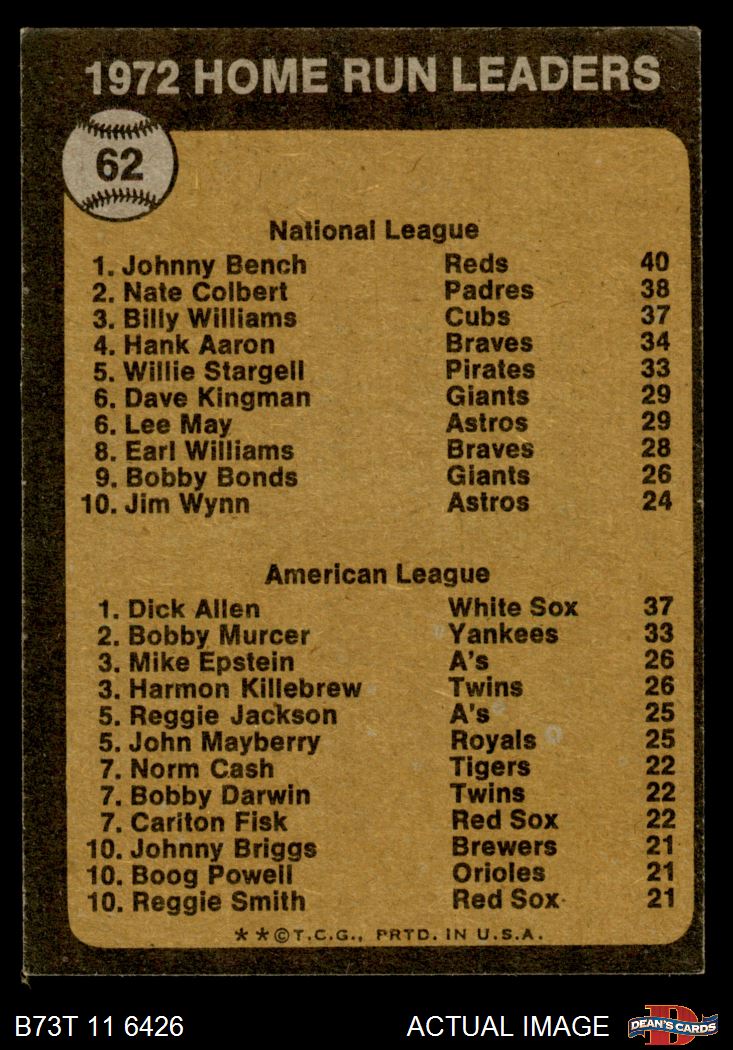 1972 HOME RUN LEADERS
62
National League
1. Johnny Bench Reds 40
2. Nate Colbert Padres 38
3. Billy Williams Cubs 37
4. Hank Aaron Braves 34
5. Willie Stargell Pirates 33
6. Dave Kingman Giants 29
6. Lee May Astros 29
8. Earl Williams Braves 28
9. Bobby Bonds Giants 26
10. Jim Wynn Astros 24
American League
1. Dick Allen White Sox 37
2. Bobby Murcer Yankees 33
3. Mike Epstein A's 26
3. Harmon Killebrew Twins 26
5. Reggie Jackson A's 25
5. John Mayberry Royals 25
7. Norm Cash Tigers 22
7. Bobby Darwin Twins 22
7. Carlton Fisk Red Sox 22
10. Johnny Briggs Brewers 21
10. Boog Powell Orioles 21
10. Reggie Smith Red Sox 21
**©T.C.G., PRTD. IN U.S.A.
B73T 11 6426 ACTUAL IMAGE D DEAN'S CARDS